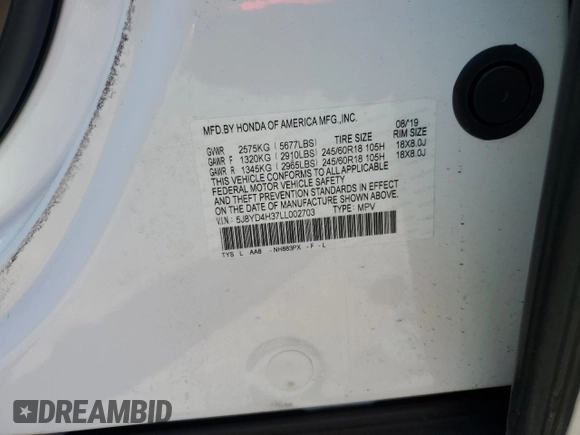 MFD.BY HONDA OF AMERICA MFG.,INC. 08/'19
GVWR 2575KG (5677LBS) TIRE SIZE RIM SIZE
GAWR F 1320KG (2910LBS) 245/60R18 105H 18X8.0J
GAWR R 1345KG (2965LBS) 245/60R18 105H 18X8.0J
THIS VEHICLE CONFORMS TO ALL APPLICABLE
FEDERAL MOTOR VEHICLE SAFETY
AND THEFT PREVENTION STANDARDS IN EFFECT
ON THE DATE OF MANUFACTURE SHOWN ABOVE.
V.I.N: 5J8YD4H37LL002703 TYPE: MPV
TYS L AA8 - NH883PX - F - L
DREAMBID